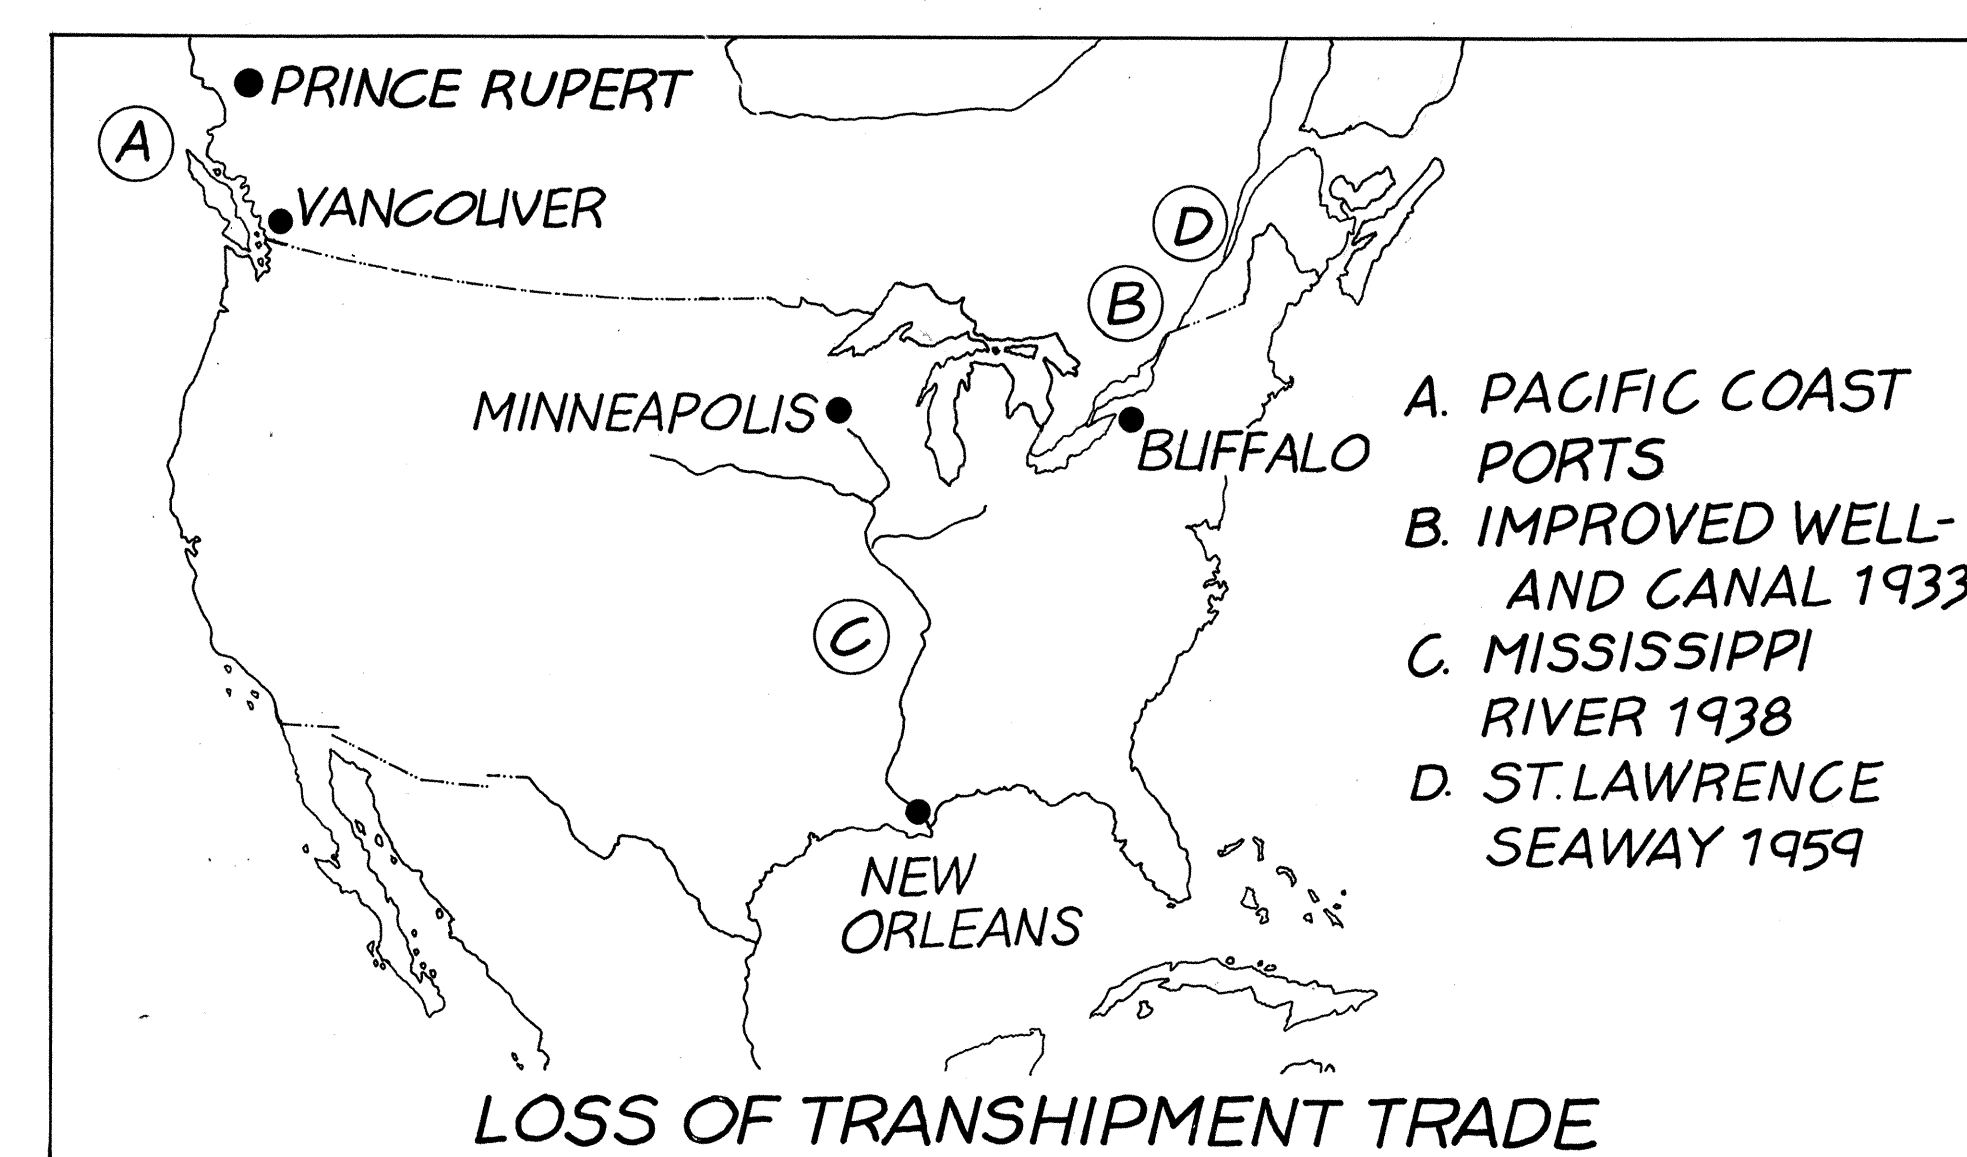 PRINCE RUPERT
A
VANCOUVER
D
B
MINNEAPOLIS
BUFFALO
C
NEW
ORLEANS
A. PACIFIC COAST
PORTS
B. IMPROVED WELL-
AND CANAL 1933
C. MISSISSIPPI
RIVER 1938
D. ST. LAWRENCE
SEAWAY 1959
LOSS OF TRANSHIPMENT TRADE